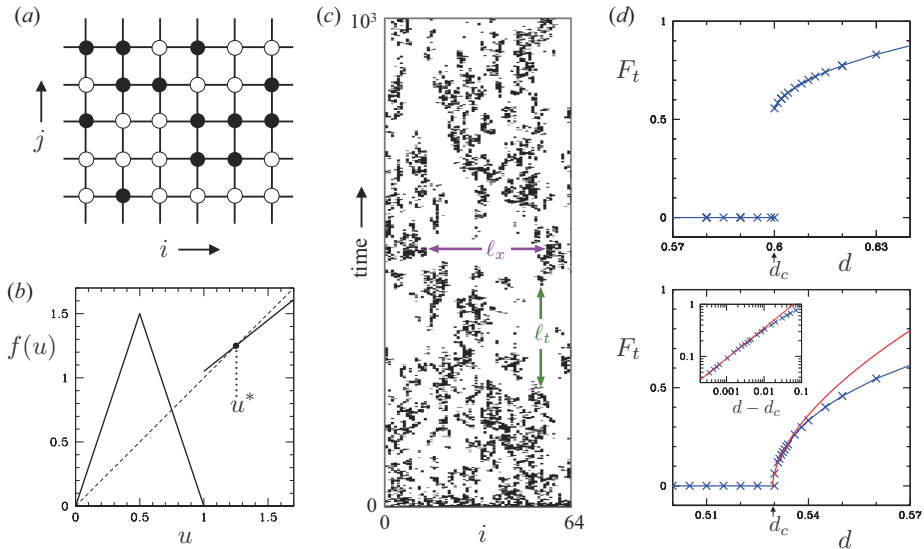 (a)
j
i
(b)
f(u)
1.5
1
0.5
0
u*
0
0.5
1.0
1.5
u
(c)
10³
time
0
ℓx
ℓt
0
i
64
(d)
Ft
1
0.5
0
0.57
0.6
0.63
dc
d
Ft
1
0.5
0
1
0.1
0.001
0.01
0.1
d − dc
0.51
0.54
0.57
dc
d